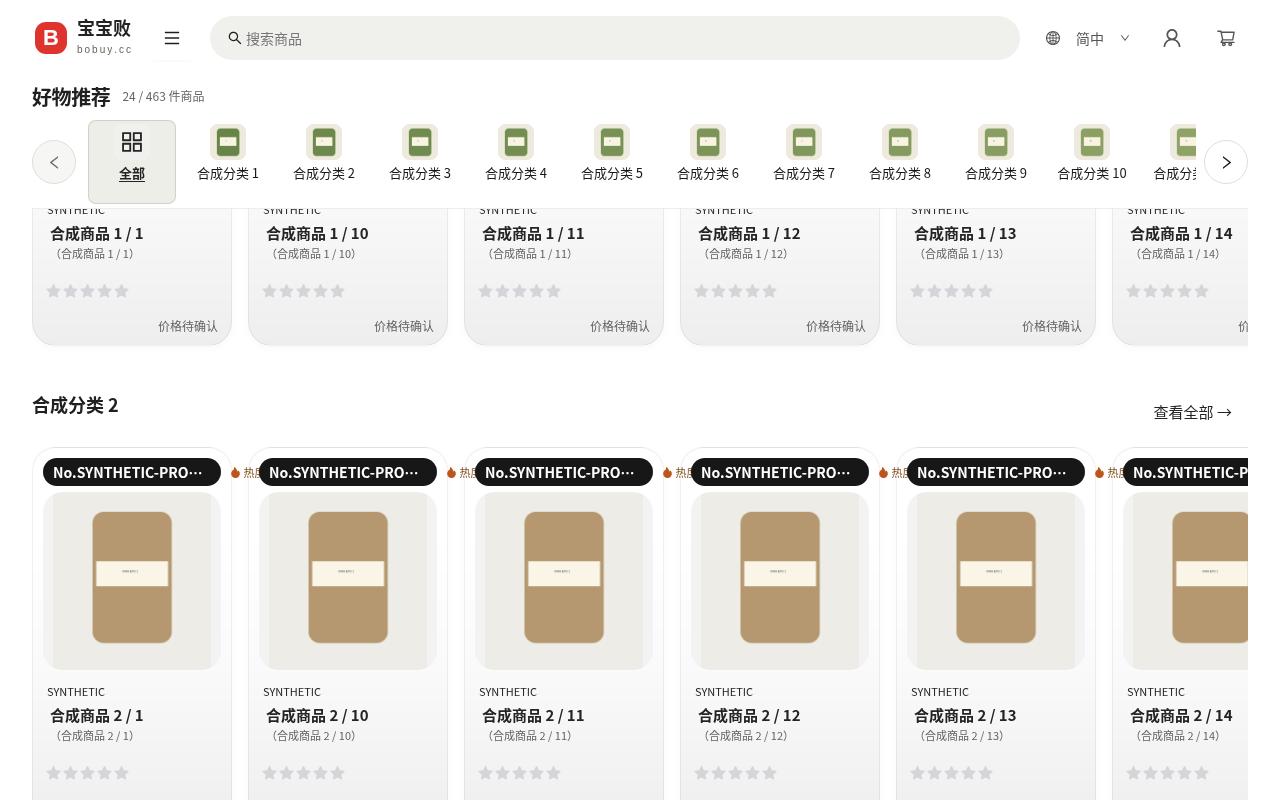 B 宝宝败
bobuy.cc
搜索商品
简中
好物推荐 24 / 463 件商品
全部
合成分类 1
合成分类 2
合成分类 3
合成分类 4
合成分类 5
合成分类 6
合成分类 7
合成分类 8
合成分类 9
合成分类 10
合成分
SYNTHETIC SYNTHETIC SYNTHETIC SYNTHETIC SYNTHETIC SYNTHETIC
合成商品 1 / 1 合成商品 1 / 10 合成商品 1 / 11 合成商品 1 / 12 合成商品 1 / 13 合成商品 1 / 14
（合成商品 1 / 1） （合成商品 1 / 10） （合成商品 1 / 11） （合成商品 1 / 12） （合成商品 1 / 13） （合成商品 1 / 14）
价格待确认 价格待确认 价格待确认 价格待确认 价格待确认
合成分类 2
查看全部 →
No.SYNTHETIC-PRO… 热 No.SYNTHETIC-PRO… 热 No.SYNTHETIC-PRO… 热 No.SYNTHETIC-PRO… 热 No.SYNTHETIC-PRO… 热 No.SYNTHETIC-P
SYNTHETIC SYNTHETIC SYNTHETIC SYNTHETIC SYNTHETIC SYNTHETIC
合成商品 2 / 1 合成商品 2 / 10 合成商品 2 / 11 合成商品 2 / 12 合成商品 2 / 13 合成商品 2 / 14
（合成商品 2 / 1） （合成商品 2 / 10） （合成商品 2 / 11） （合成商品 2 / 12） （合成商品 2 / 13） （合成商品 2 / 14）